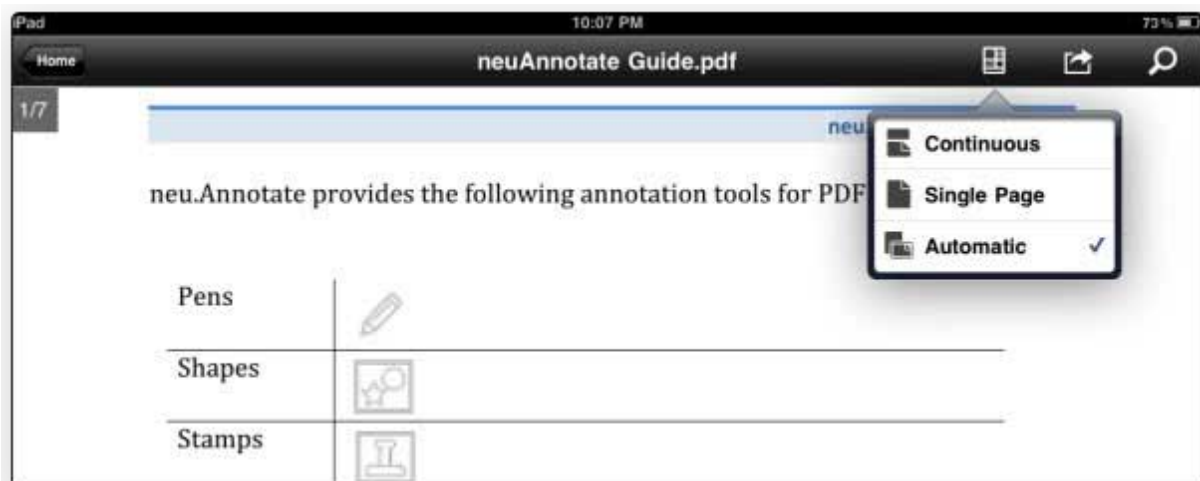 iPad 10:07 PM 73%
Home neuAnnotate Guide.pdf
1/7
neu
Continuous
neu.Annotate provides the following annotation tools for PDF
Single Page
Automatic
Pens
Shapes
Stamps